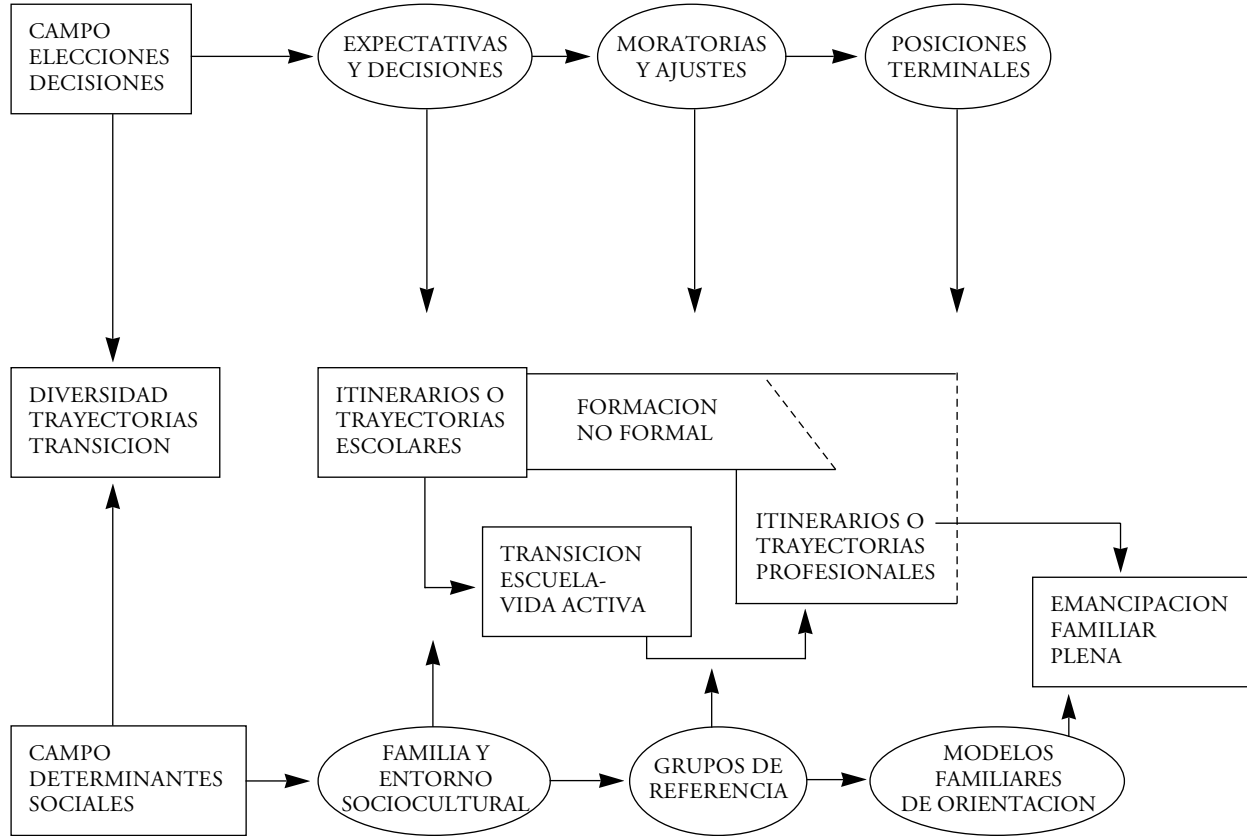 CAMPO
ELECCIONES
DECISIONES
EXPECTATIVAS
Y DECISIONES
MORATORIAS
Y AJUSTES
POSICIONES
TERMINALES
DIVERSIDAD
TRAYECTORIAS
TRANSICION
ITINERARIOS O
TRAYECTORIAS
ESCOLARES
FORMACION
NO FORMAL
TRANSICION
ESCUELA-
VIDA ACTIVA
ITINERARIOS O
TRAYECTORIAS
PROFESIONALES
EMANCIPACION
FAMILIAR
PLENA
CAMPO
DETERMINANTES
SOCIALES
FAMILIA Y
ENTORNO
SOCIOCULTURAL
GRUPOS DE
REFERENCIA
MODELOS
FAMILIARES
DE ORIENTACION